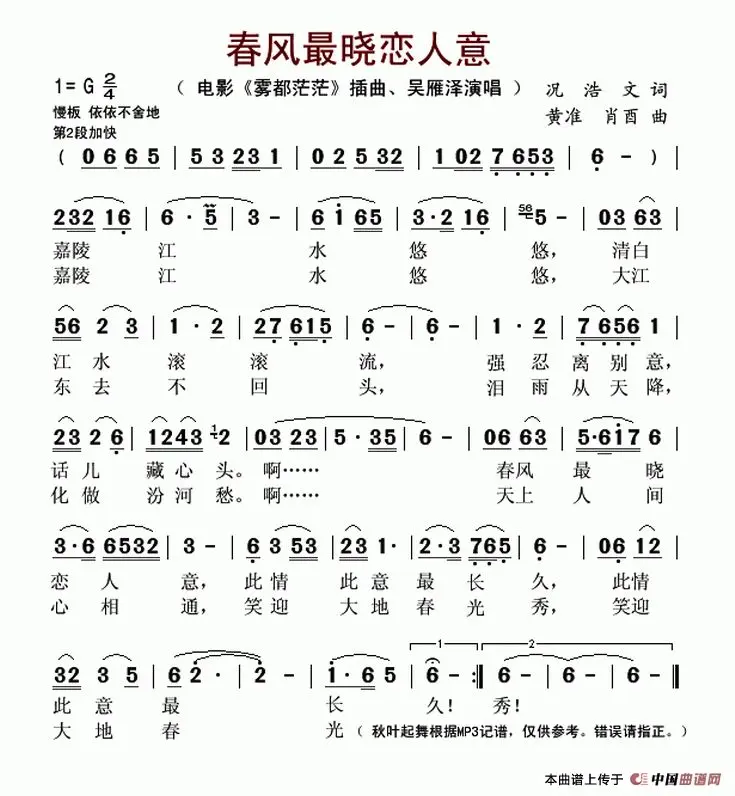 春风最晓恋人意
1=G 2/4
( 电影《雾都茫茫》插曲、吴雁泽演唱 ) 况 浩 文 词
慢板 依依不舍地
黄准 肖酉 曲
第2段加快
( 0 6 6 5 | 5 3 2 3 1 | 0 2 5 3 2 | 1 0 2 7 6 5 3 | 6 - ) |
2 3 2 1 6 | 6 · 5 | 3 - | 6 i 6 5 | 3 · 2 1 6 | 56 5 - | 0 3 6 3 |
嘉陵 江 水 悠 悠, 清白
嘉陵 江 水 悠 悠, 大江
5 6 2 3 | 1 · 2 | 2 7 6 1 5 | 6 - | 6 - | 1 · 2 | 7 6 5 6 1 |
江 水 滚 滚 流, 强 忍 离 别 意,
东 去 不 回 头, 泪 雨 从 天 降,
2 3 2 6 | 1 2 4 3 1 2 | 0 3 2 3 | 5 · 3 5 | 6 - | 0 6 6 3 | 5 · 6 i 7 6 |
话 儿 藏 心 头。啊…… 春风 最 晓
化 做 汾 河 愁。啊…… 天上 人 间
3 · 6 6 5 3 2 | 3 - | 6 3 5 3 | 2 3 1 · | 2 · 3 7 6 5 | 6 - | 0 6 1 2 |
恋 人 意, 此 情 此 意 最 长 久, 此情
心 相 通, 笑 迎 大 地 春 光 秀, 笑迎
3 2 3 5 | 6 2 · | 2 - | 1 · 6 5 | 1 6 - :| 2 6 - | 6 - | 6 - ||
此 意 最 长 久! 秀!
大 地 春 光 ( 秋叶起舞根据MP3记谱，仅供参考。错误请指正。)
本曲谱上传于 中国曲谱网